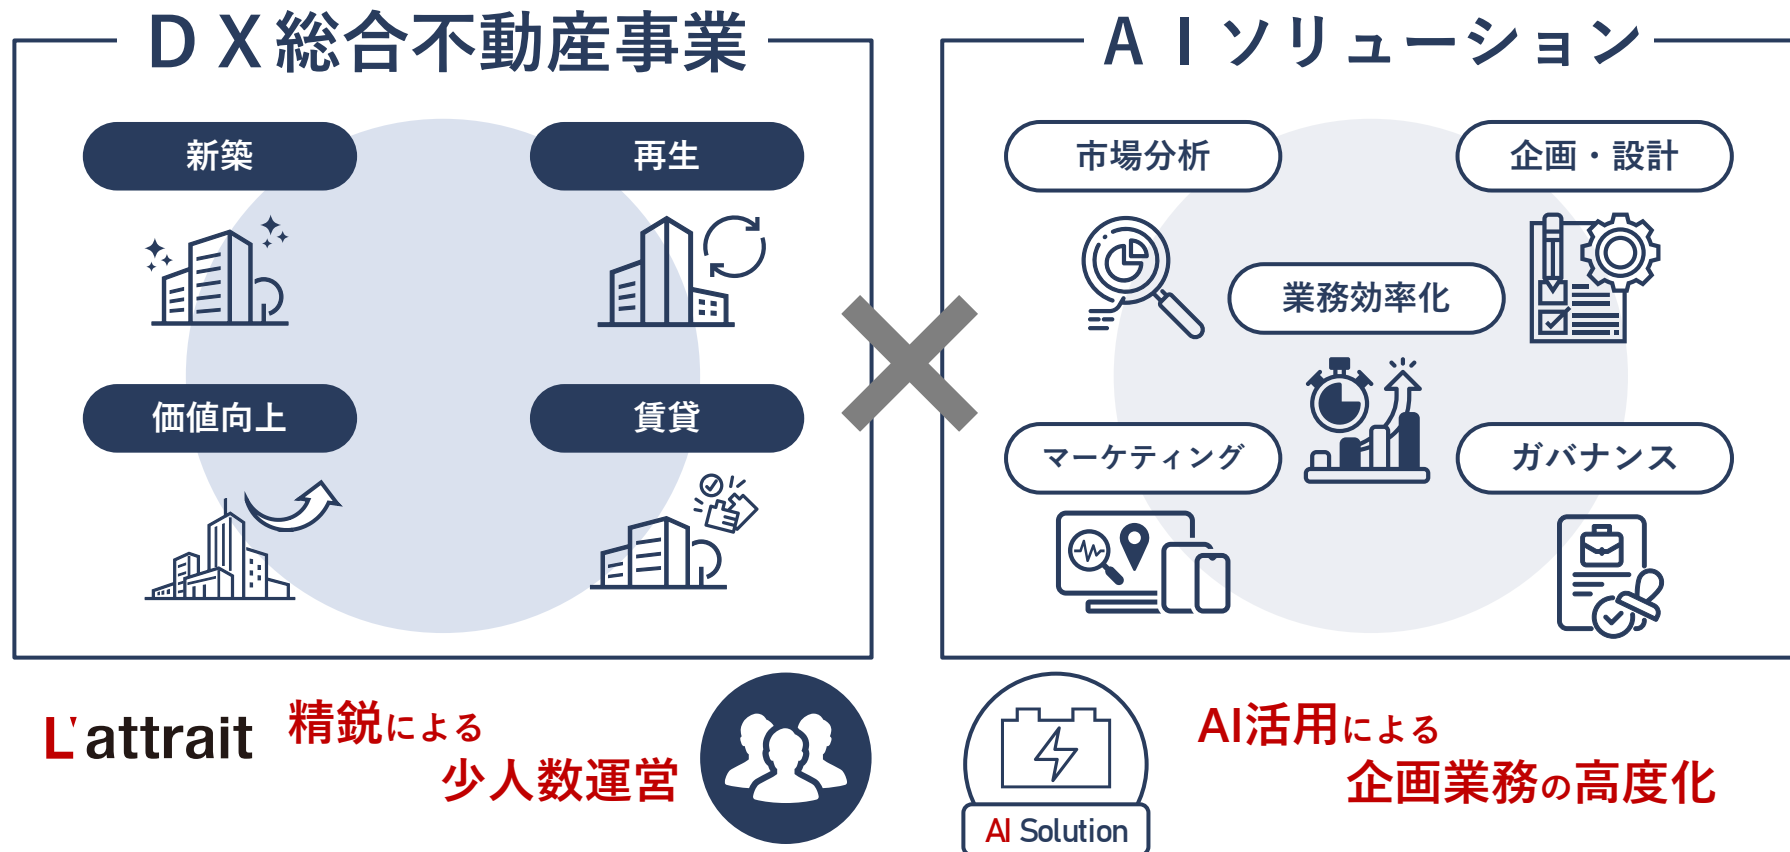 ＤＸ総合不動産事業
新築
再生
価値向上
賃貸
ＡＩソリューション
市場分析
企画・設計
業務効率化
マーケティング
ガバナンス
L'attrait
精鋭による
少人数運営
AI Solution
AI活用による
企画業務の高度化